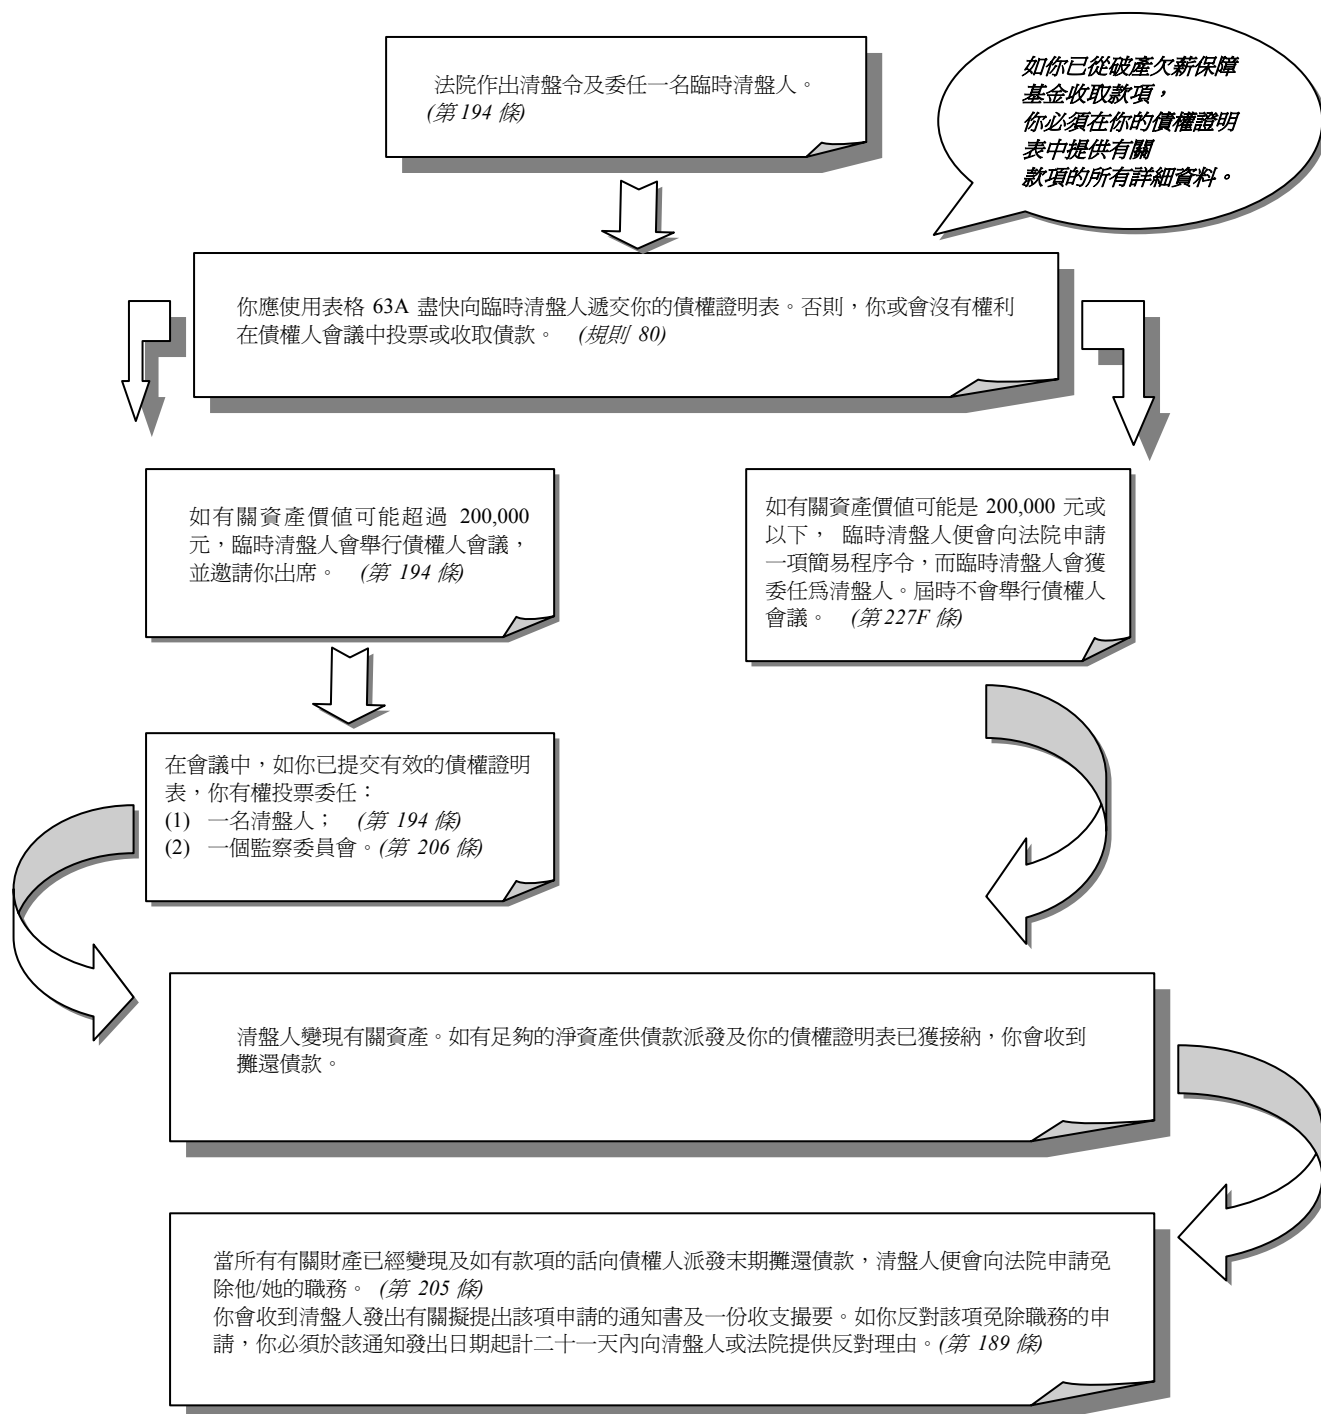 法院作出清盤令及委任一名臨時清盤人。
(第 194 條)
如你已從破產欠薪保障
基金收取款項，
你必須在你的債權證明
表中提供有關
款項的所有詳細資料。
你應使用表格 63A 盡快向臨時清盤人遞交你的債權證明表。否則，你或會沒有權利
在債權人會議中投票或收取債款。 (規則 80)
如有關資產價值可能超過 200,000
元，臨時清盤人會舉行債權人會議，
並邀請你出席。 (第 194 條)
如有關資產價值可能是 200,000 元或
以下， 臨時清盤人便會向法院申請
一項簡易程序令，而臨時清盤人會獲
委任為清盤人。屆時不會舉行債權人
會議。 (第 227F 條)
在會議中，如你已提交有效的債權證明
表，你有權投票委任：
(1) 一名清盤人； (第 194 條)
(2) 一個監察委員會。(第 206 條)
清盤人變現有關資產。如有足夠的淨資產供債款派發及你的債權證明表已獲接納，你會收到
攤還債款。
當所有有關財產已經變現及如有款項的話向債權人派發末期攤還債款，清盤人便會向法院申請免
除他/她的職務。 (第 205 條)
你會收到清盤人發出有關擬提出該項申請的通知書及一份收支撮要。如你反對該項免除職務的申
請，你必須於該通知發出日期起計二十一天內向清盤人或法院提供反對理由。(第 189 條)